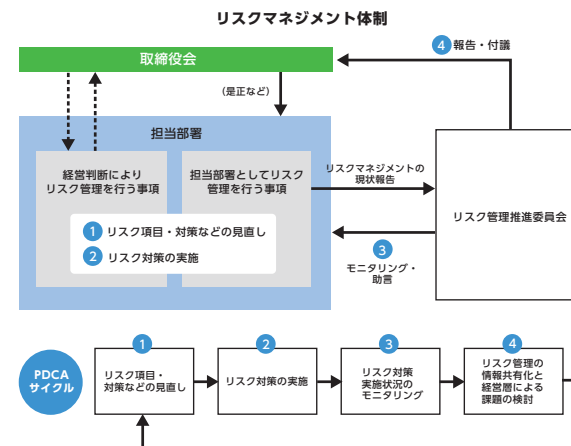 リスクマネジメント体制
4 報告・付議
取締役会
(是正など)
担当部署
経営判断により
リスク管理を行う事項
担当部署としてリスク
管理を行う事項
リスクマネジメントの
現状報告
リスク管理推進委員会
1 リスク項目・対策などの見直し
2 リスク対策の実施
3
モニタリング・
助言
PDCA
サイクル
1
リスク項目・
対策などの見直し
2
リスク対策の実施
3
リスク対策
実施状況の
モニタリング
4
リスク管理の
情報共有化と
経営層による
課題の検討